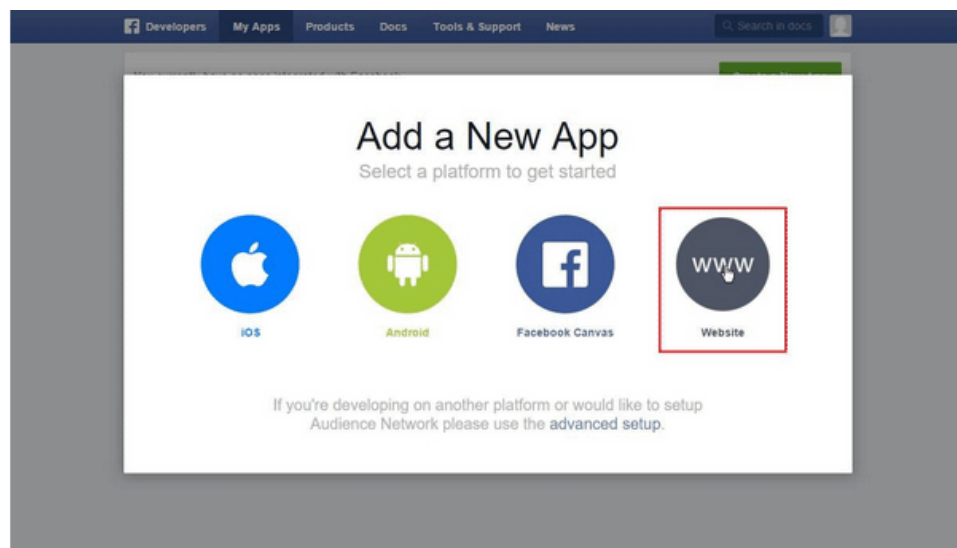 Developers My Apps Products Docs Tools & Support News Search in docs
Add a New App
Select a platform to get started
www
iOS Android Facebook Canvas Website
If you're developing on another platform or would like to setup
Audience Network please use the advanced setup.